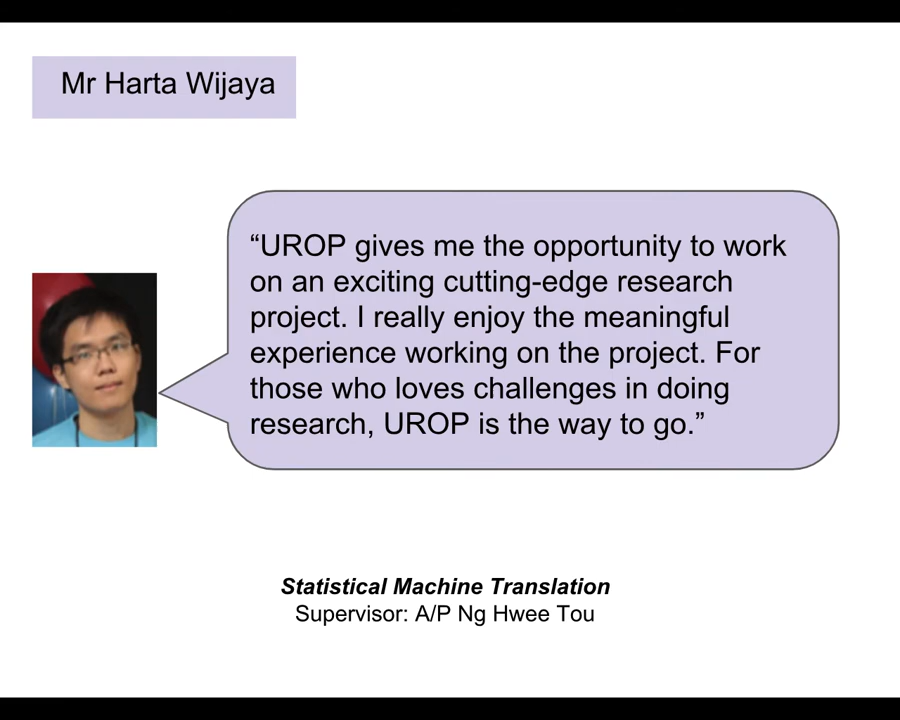 Mr Harta Wijaya
“UROP gives me the opportunity to work
on an exciting cutting-edge research
project. I really enjoy the meaningful
experience working on the project. For
those who loves challenges in doing
research, UROP is the way to go.”
Statistical Machine Translation
Supervisor: A/P Ng Hwee Tou